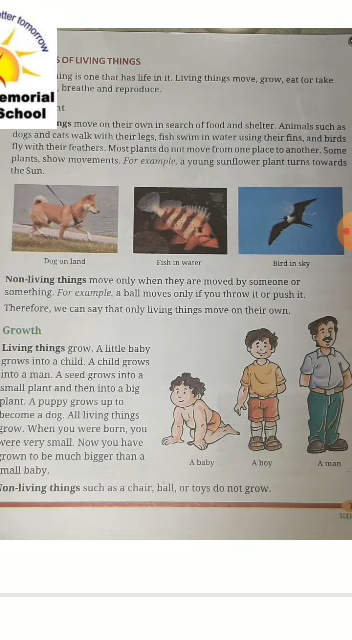 etter tomorrow
emorial
School
S OF LIVING THINGS
ing is one that has life in it. Living things move, grow, eat (or take
, breathe and reproduce.
nt
ngs move on their own in search of food and shelter. Animals such as
dogs and cats walk with their legs, fish swim in water using their fins, and birds
fly with their feathers. Most plants do not move from one place to another. Some
plants, show movements. For example, a young sunflower plant turns towards
the Sun.
Dog on land
Fish in water
Bird in sky
Non-living things move only when they are moved by someone or
something. For example, a ball moves only if you throw it or push it.
Therefore, we can say that only living things move on their own.
Growth
Living things grow. A little baby
grows into a child. A child grows
into a man. A seed grows into a
small plant and then into a big
plant. A puppy grows up to
become a dog. All living things
grow. When you were born, you
were very small. Now you have
rown to be much bigger than a
mall baby.
A baby
A boy
A man
Non-living things such as a chair, ball, or toys do not grow.